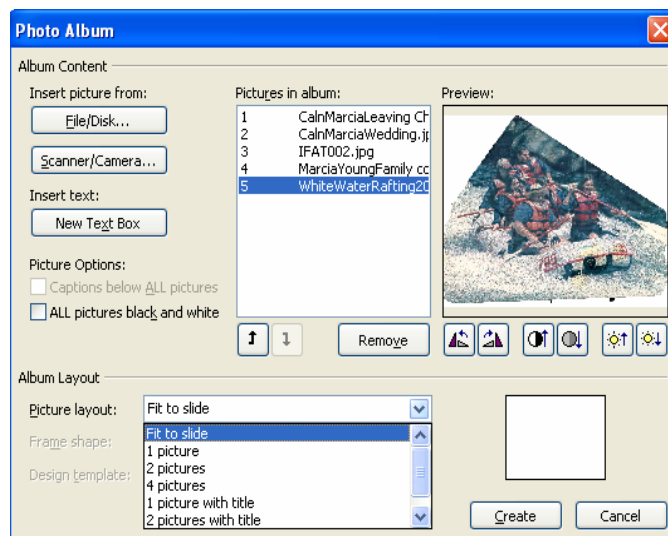 Photo Album
Album Content
Insert picture from:
File/Disk...
Scanner/Camera...
Insert text:
New Text Box
Picture Options:
Captions below ALL pictures
ALL pictures black and white
Pictures in album:
1 CalnMarciaLeaving Ch
2 CalnMarciaWedding.jp
3 IFAT002.jpg
4 MarciaYoungFamily co
5 WhiteWaterRafting20
Remove
Preview:
Album Layout
Picture layout:
Fit to slide
Fit to slide
1 picture
2 pictures
4 pictures
1 picture with title
2 pictures with title
Frame shape:
Design template:
Create
Cancel